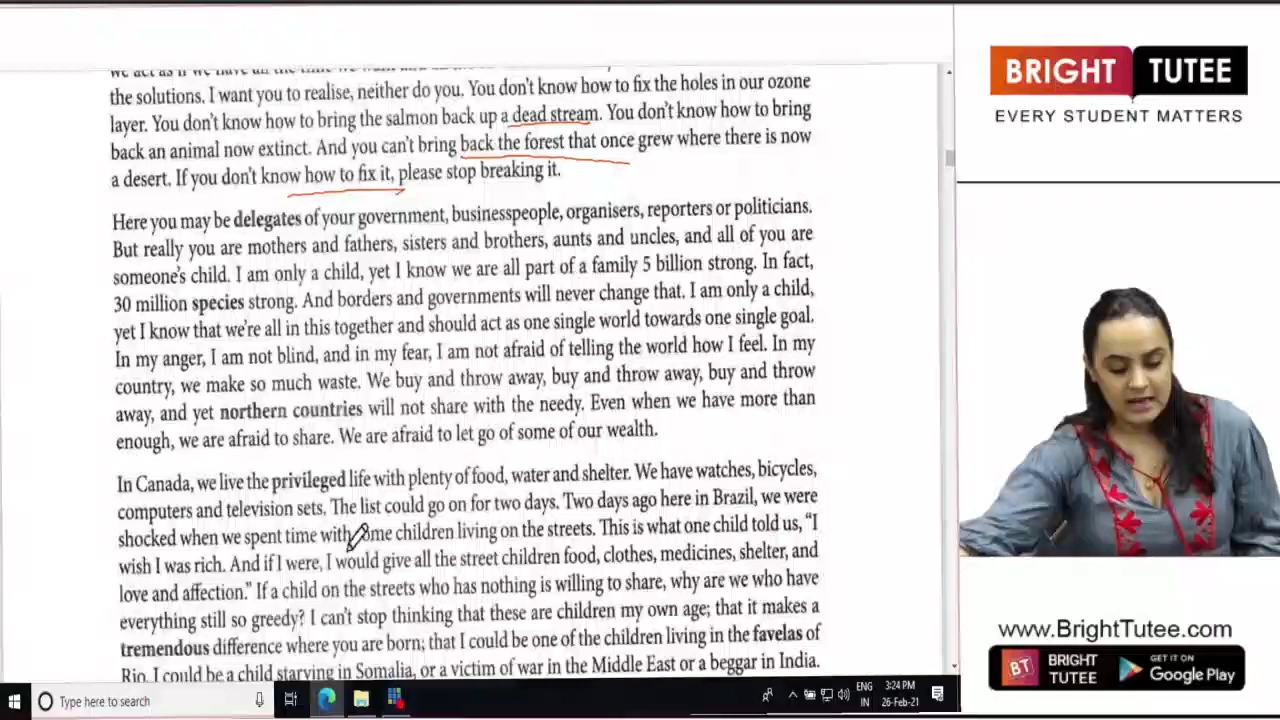 the solutions. I want you to realise, neither do you. You don't know how to fix the holes in our ozone
layer. You don't know how to bring the salmon back up a dead stream. You don't know how to bring
back an animal now extinct. And you can't bring back the forest that once grew where there is now
a desert. If you don't know how to fix it, please stop breaking it.
Here you may be delegates of your government, businesspeople, organisers, reporters or politicians.
But really you are mothers and fathers, sisters and brothers, aunts and uncles, and all of you are
someone's child. I am only a child, yet I know we are all part of a family 5 billion strong. In fact,
30 million species strong. And borders and governments will never change that. I am only a child,
yet I know that we're all in this together and should act as one single world towards one single goal.
In my anger, I am not blind, and in my fear, I am not afraid of telling the world how I feel. In my
country, we make so much waste. We buy and throw away, buy and throw away, buy and throw
away, and yet northern countries will not share with the needy. Even when we have more than
enough, we are afraid to share. We are afraid to let go of some of our wealth.
In Canada, we live the privileged life with plenty of food, water and shelter. We have watches, bicycles,
computers and television sets. The list could go on for two days. Two days ago here in Brazil, we were
shocked when we spent time with some children living on the streets. This is what one child told us, “I
wish I was rich. And if I were, I would give all the street children food, clothes, medicines, shelter, and
love and affection.” If a child on the streets who has nothing is willing to share, why are we who have
everything still so greedy? I can't stop thinking that these are children my own age; that it makes a
tremendous difference where you are born; that I could be one of the children living in the favelas of
Rio. I could be a child starving in Somalia, or a victim of war in the Middle East or a beggar in India.
BRIGHT TUTEE
EVERY STUDENT MATTERS
www.BrightTutee.com
BT BRIGHT TUTEE
GET IT ON
Google Play
Type here to search
ENG
IN
3:24 PM
26-Feb-21